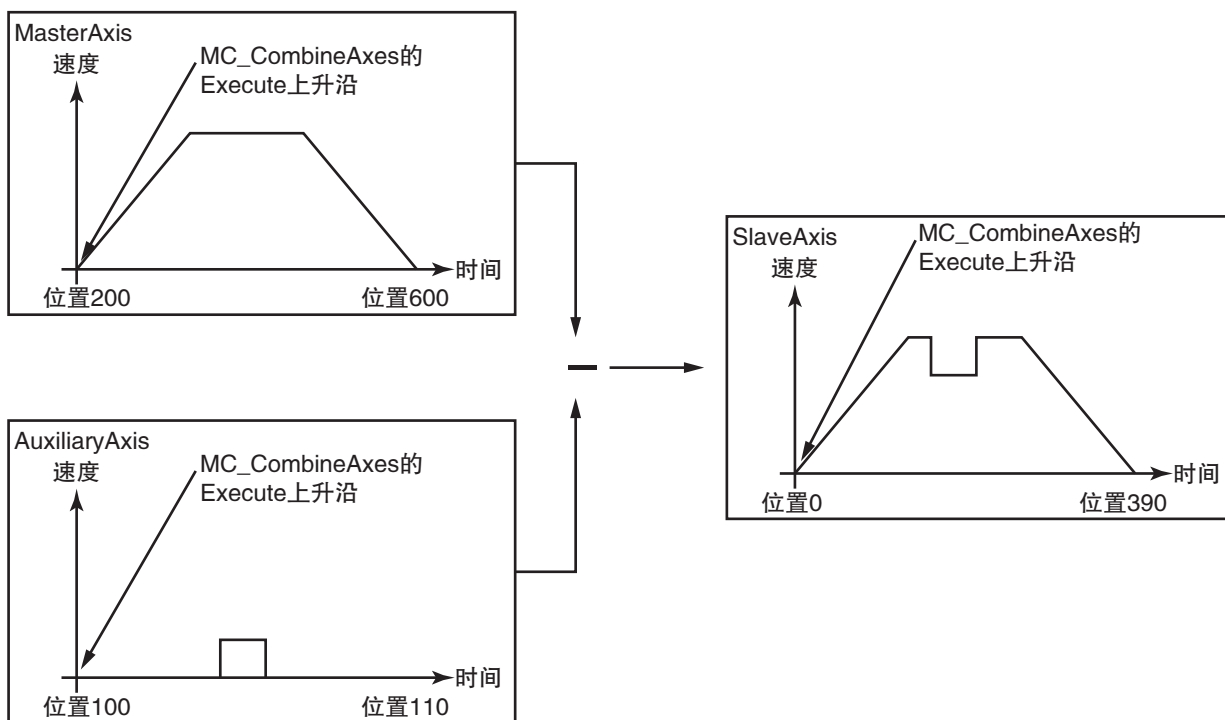 MasterAxis
速度
MC_CombineAxes的
Execute上升沿
时间
位置200
位置600
SlaveAxis
速度
MC_CombineAxes的
Execute上升沿
时间
位置0
位置390
AuxiliaryAxis
速度
MC_CombineAxes的
Execute上升沿
时间
位置100
位置110